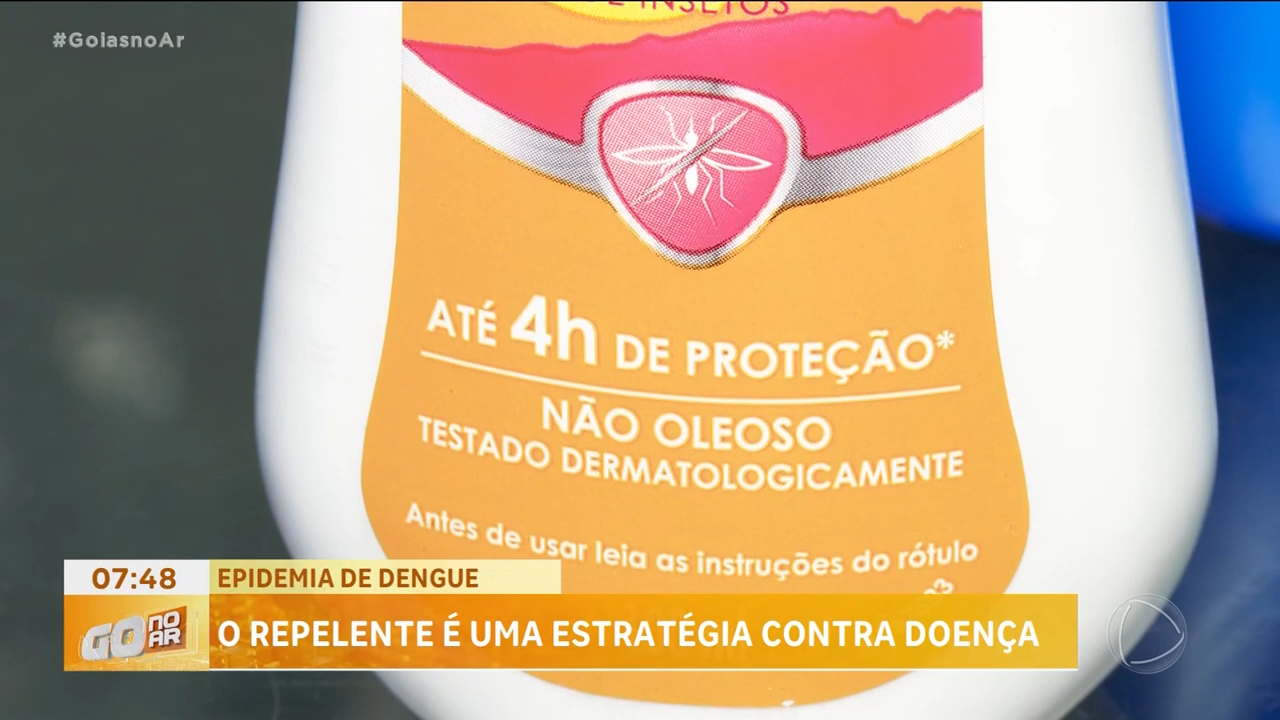 #GoiasnoAr
E INSETOS
ATÉ 4h DE PROTEÇÃO*
NÃO OLEOSO
TESTADO DERMATOLOGICAMENTE
Antes de usar leia as instruções do rótulo
07:48
EPIDEMIA DE DENGUE
GO NO AR
O REPELENTE É UMA ESTRATÉGIA CONTRA DOENÇA